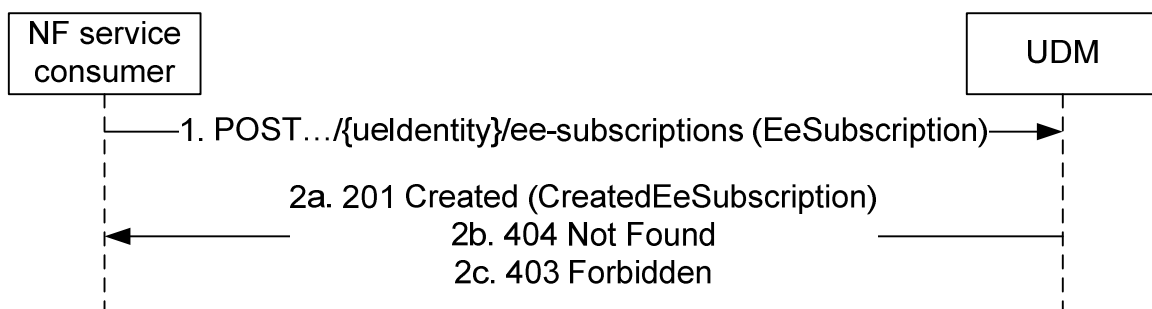 NF service
consumer
UDM
1. POST…/{ueIdentity}/ee-subscriptions (EeSubscription)
2a. 201 Created (CreatedEeSubscription)
2b. 404 Not Found
2c. 403 Forbidden